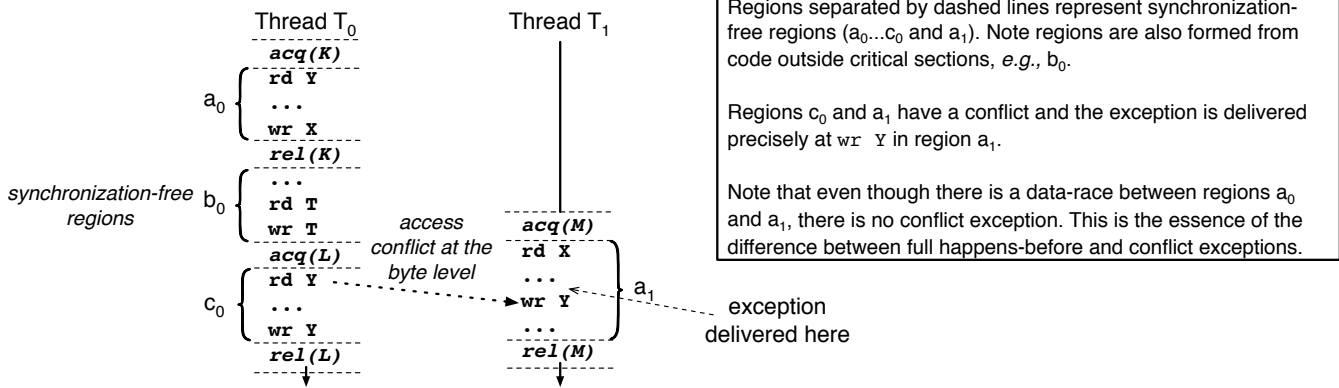 Thread T0
acq(K)
rd Y
...
wr X
rel(K)
...
rd T
wr T
acq(L)
rd Y
...
wr Y
rel(L)
a0
b0
c0
synchronization-free
regions
access
conflict at the
byte level
Thread T1
acq(M)
rd X
...
wr Y
...
rel(M)
a1
exception
delivered here
Regions separated by dashed lines represent synchronization-
free regions (a0...c0 and a1). Note regions are also formed from
code outside critical sections, e.g., b0.
Regions c0 and a1 have a conflict and the exception is delivered
precisely at wr Y in region a1.
Note that even though there is a data-race between regions a0
and a1, there is no conflict exception. This is the essence of the
difference between full happens-before and conflict exceptions.